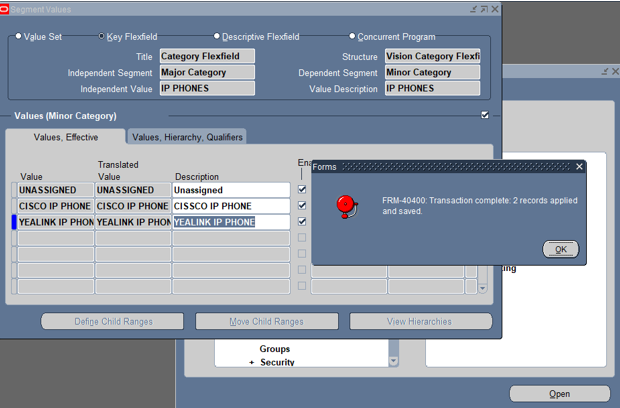 Segment Values
Value Set Key Flexfield Descriptive Flexfield Concurrent Program
Title Category Flexfield Structure Vision Category Flexfi
Independent Segment Major Category Dependent Segment Minor Category
Independent Value IP PHONES Value Description IP PHONES
Values (Minor Category)
Values, Effective Values, Hierarchy, Qualifiers
Translated
Value Value Description Ena
UNASSIGNED UNASSIGNED Unassigned
CISCO IP PHONE CISCO IP PHONE CISSCO IP PHONE
YEALINK IP PHON YEALINK IP PHON YEALINK IP PHONE
Forms
FRM-40400: Transaction complete: 2 records applied
and saved.
OK
Define Child Ranges Move Child Ranges View Hierarchies
Groups
+ Security
Open